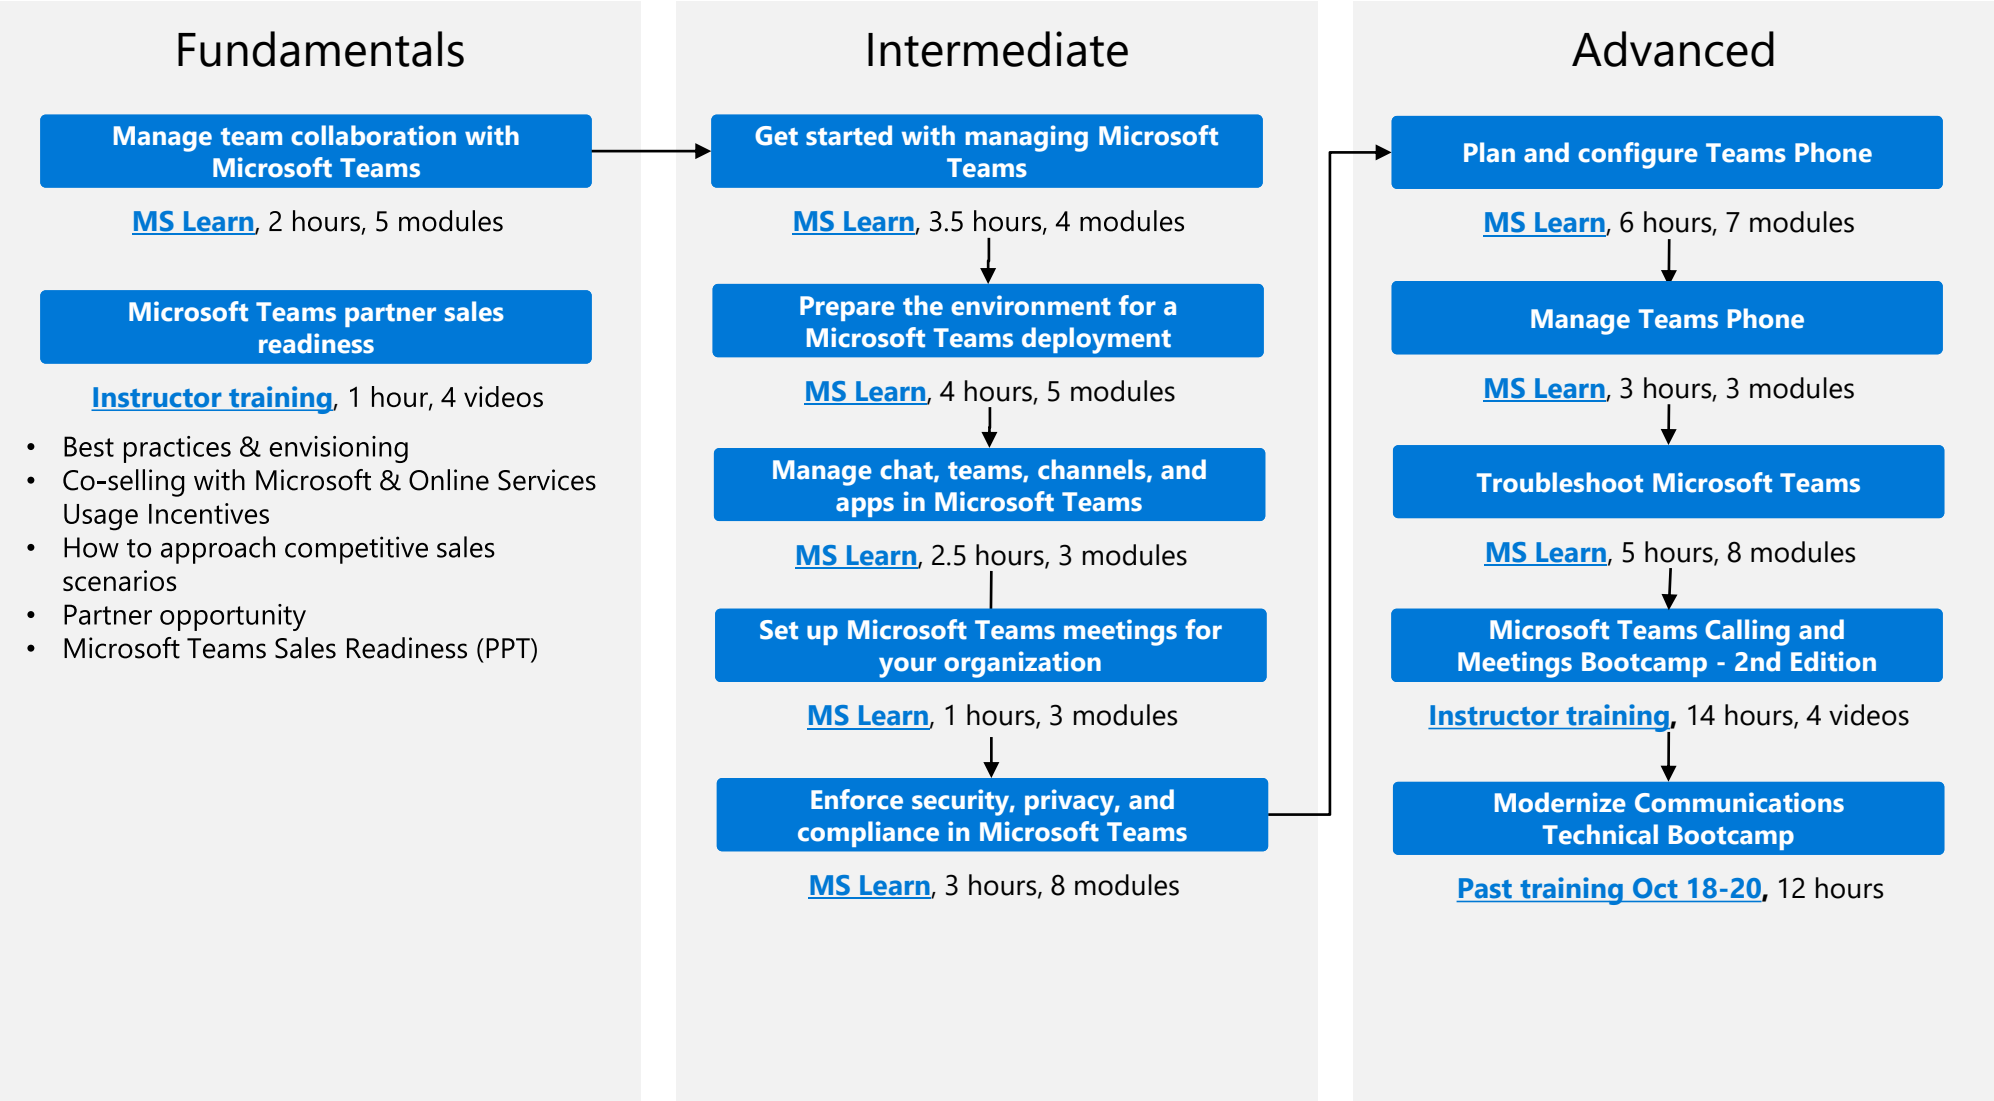 Fundamentals
Manage team collaboration with
Microsoft Teams
MS Learn, 2 hours, 5 modules
Microsoft Teams partner sales
readiness
Instructor training, 1 hour, 4 videos
• Best practices & envisioning
• Co-selling with Microsoft & Online Services
Usage Incentives
• How to approach competitive sales
scenarios
• Partner opportunity
• Microsoft Teams Sales Readiness (PPT)
Intermediate
Get started with managing Microsoft
Teams
MS Learn, 3.5 hours, 4 modules
Prepare the environment for a
Microsoft Teams deployment
MS Learn, 4 hours, 5 modules
Manage chat, teams, channels, and
apps in Microsoft Teams
MS Learn, 2.5 hours, 3 modules
Set up Microsoft Teams meetings for
your organization
MS Learn, 1 hours, 3 modules
Enforce security, privacy, and
compliance in Microsoft Teams
MS Learn, 3 hours, 8 modules
Advanced
Plan and configure Teams Phone
MS Learn, 6 hours, 7 modules
Manage Teams Phone
MS Learn, 3 hours, 3 modules
Troubleshoot Microsoft Teams
MS Learn, 5 hours, 8 modules
Microsoft Teams Calling and
Meetings Bootcamp - 2nd Edition
Instructor training, 14 hours, 4 videos
Modernize Communications
Technical Bootcamp
Past training Oct 18-20, 12 hours